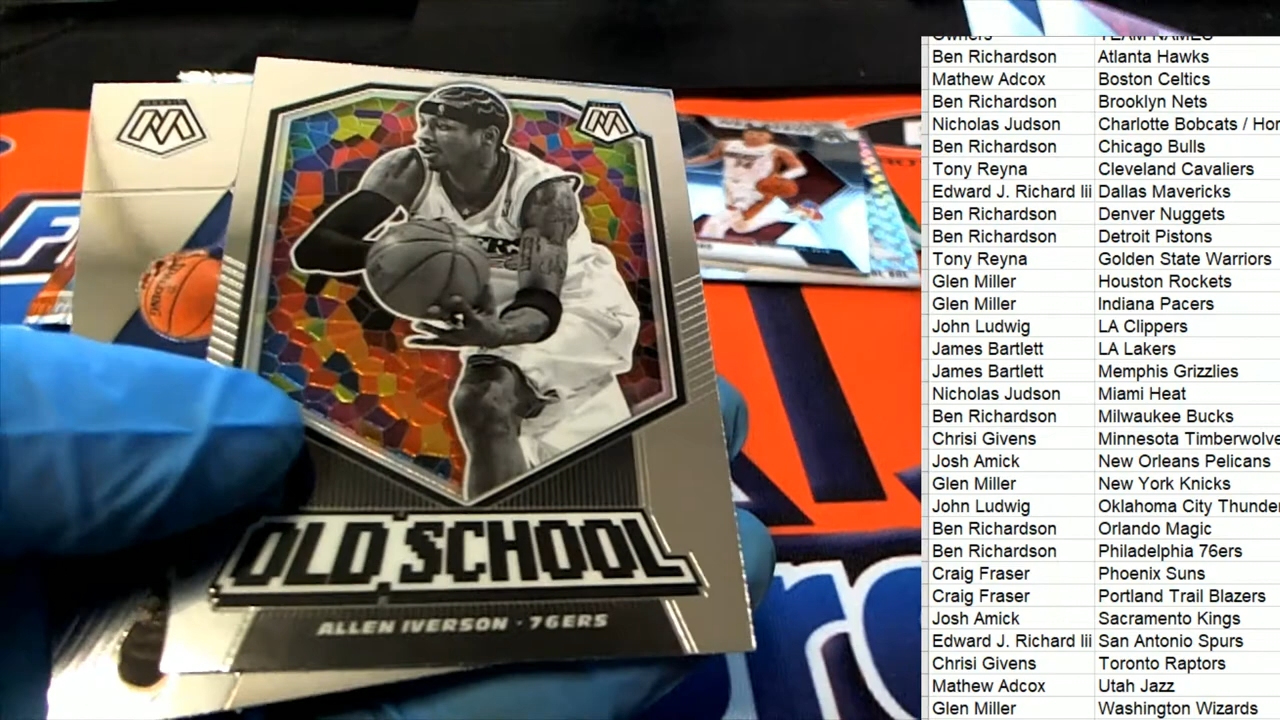 OLD SCHOOL
ALLEN IVERSON · 76ERS
Owners TEAM NAMES
Ben Richardson Atlanta Hawks
Mathew Adcox Boston Celtics
Ben Richardson Brooklyn Nets
Nicholas Judson Charlotte Bobcats / Hor
Ben Richardson Chicago Bulls
Tony Reyna Cleveland Cavaliers
Edward J. Richard Iii Dallas Mavericks
Ben Richardson Denver Nuggets
Ben Richardson Detroit Pistons
Tony Reyna Golden State Warriors
Glen Miller Houston Rockets
Glen Miller Indiana Pacers
John Ludwig LA Clippers
James Bartlett LA Lakers
James Bartlett Memphis Grizzlies
Nicholas Judson Miami Heat
Ben Richardson Milwaukee Bucks
Chrisi Givens Minnesota Timberwolve
Josh Amick New Orleans Pelicans
Glen Miller New York Knicks
John Ludwig Oklahoma City Thunder
Ben Richardson Orlando Magic
Ben Richardson Philadelphia 76ers
Craig Fraser Phoenix Suns
Craig Fraser Portland Trail Blazers
Josh Amick Sacramento Kings
Edward J. Richard Iii San Antonio Spurs
Chrisi Givens Toronto Raptors
Mathew Adcox Utah Jazz
Glen Miller Washington Wizards